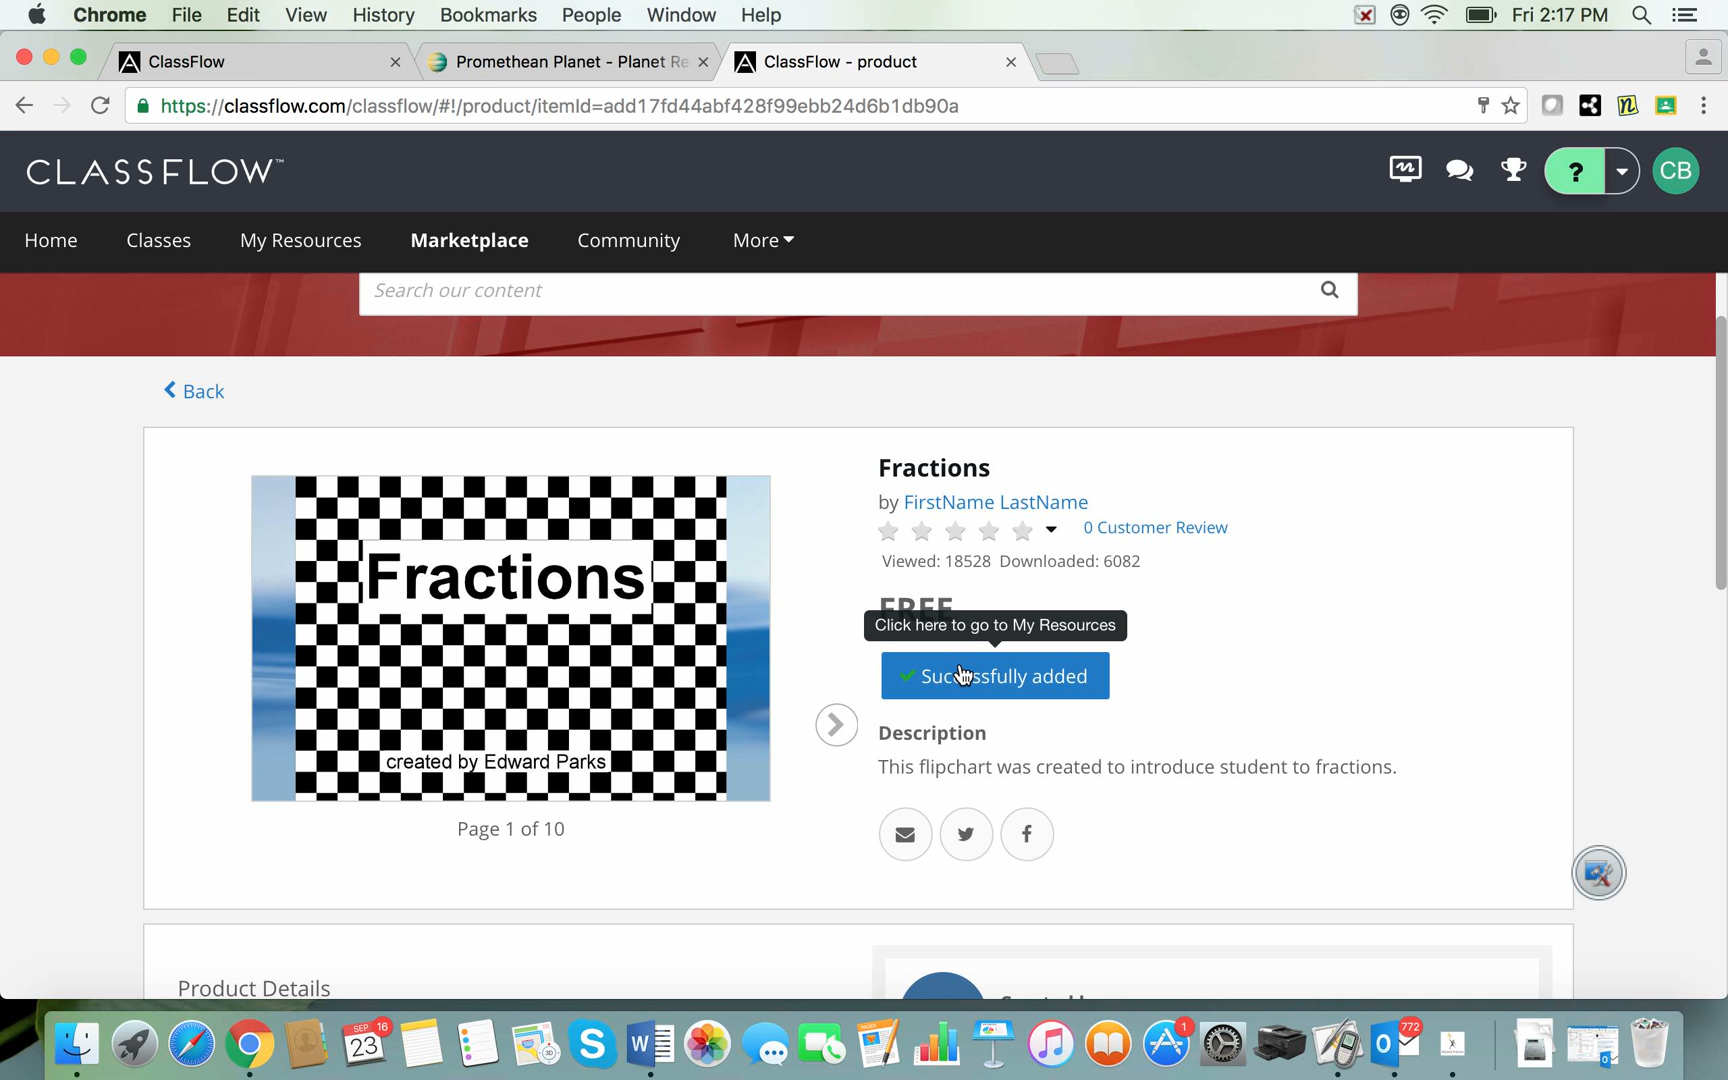 Chrome File Edit View History Bookmarks People Window Help Fri 2:17 PM
ClassFlow Promethean Planet - Planet Re ClassFlow - product
https://classflow.com/classflow/#!/product/itemId=add17fd44abf428f99ebb24d6b1db90a
CLASSFLOW™ ? CB
Home Classes My Resources Marketplace Community More
Search our content
Back
Fractions
by FirstName LastName
0 Customer Review
Viewed: 18528 Downloaded: 6082
FREE
Click here to go to My Resources
Successfully added
Description
This flipchart was created to introduce student to fractions.
Fractions
created by Edward Parks
Page 1 of 10
Product Details
SEP 16
23
1
772